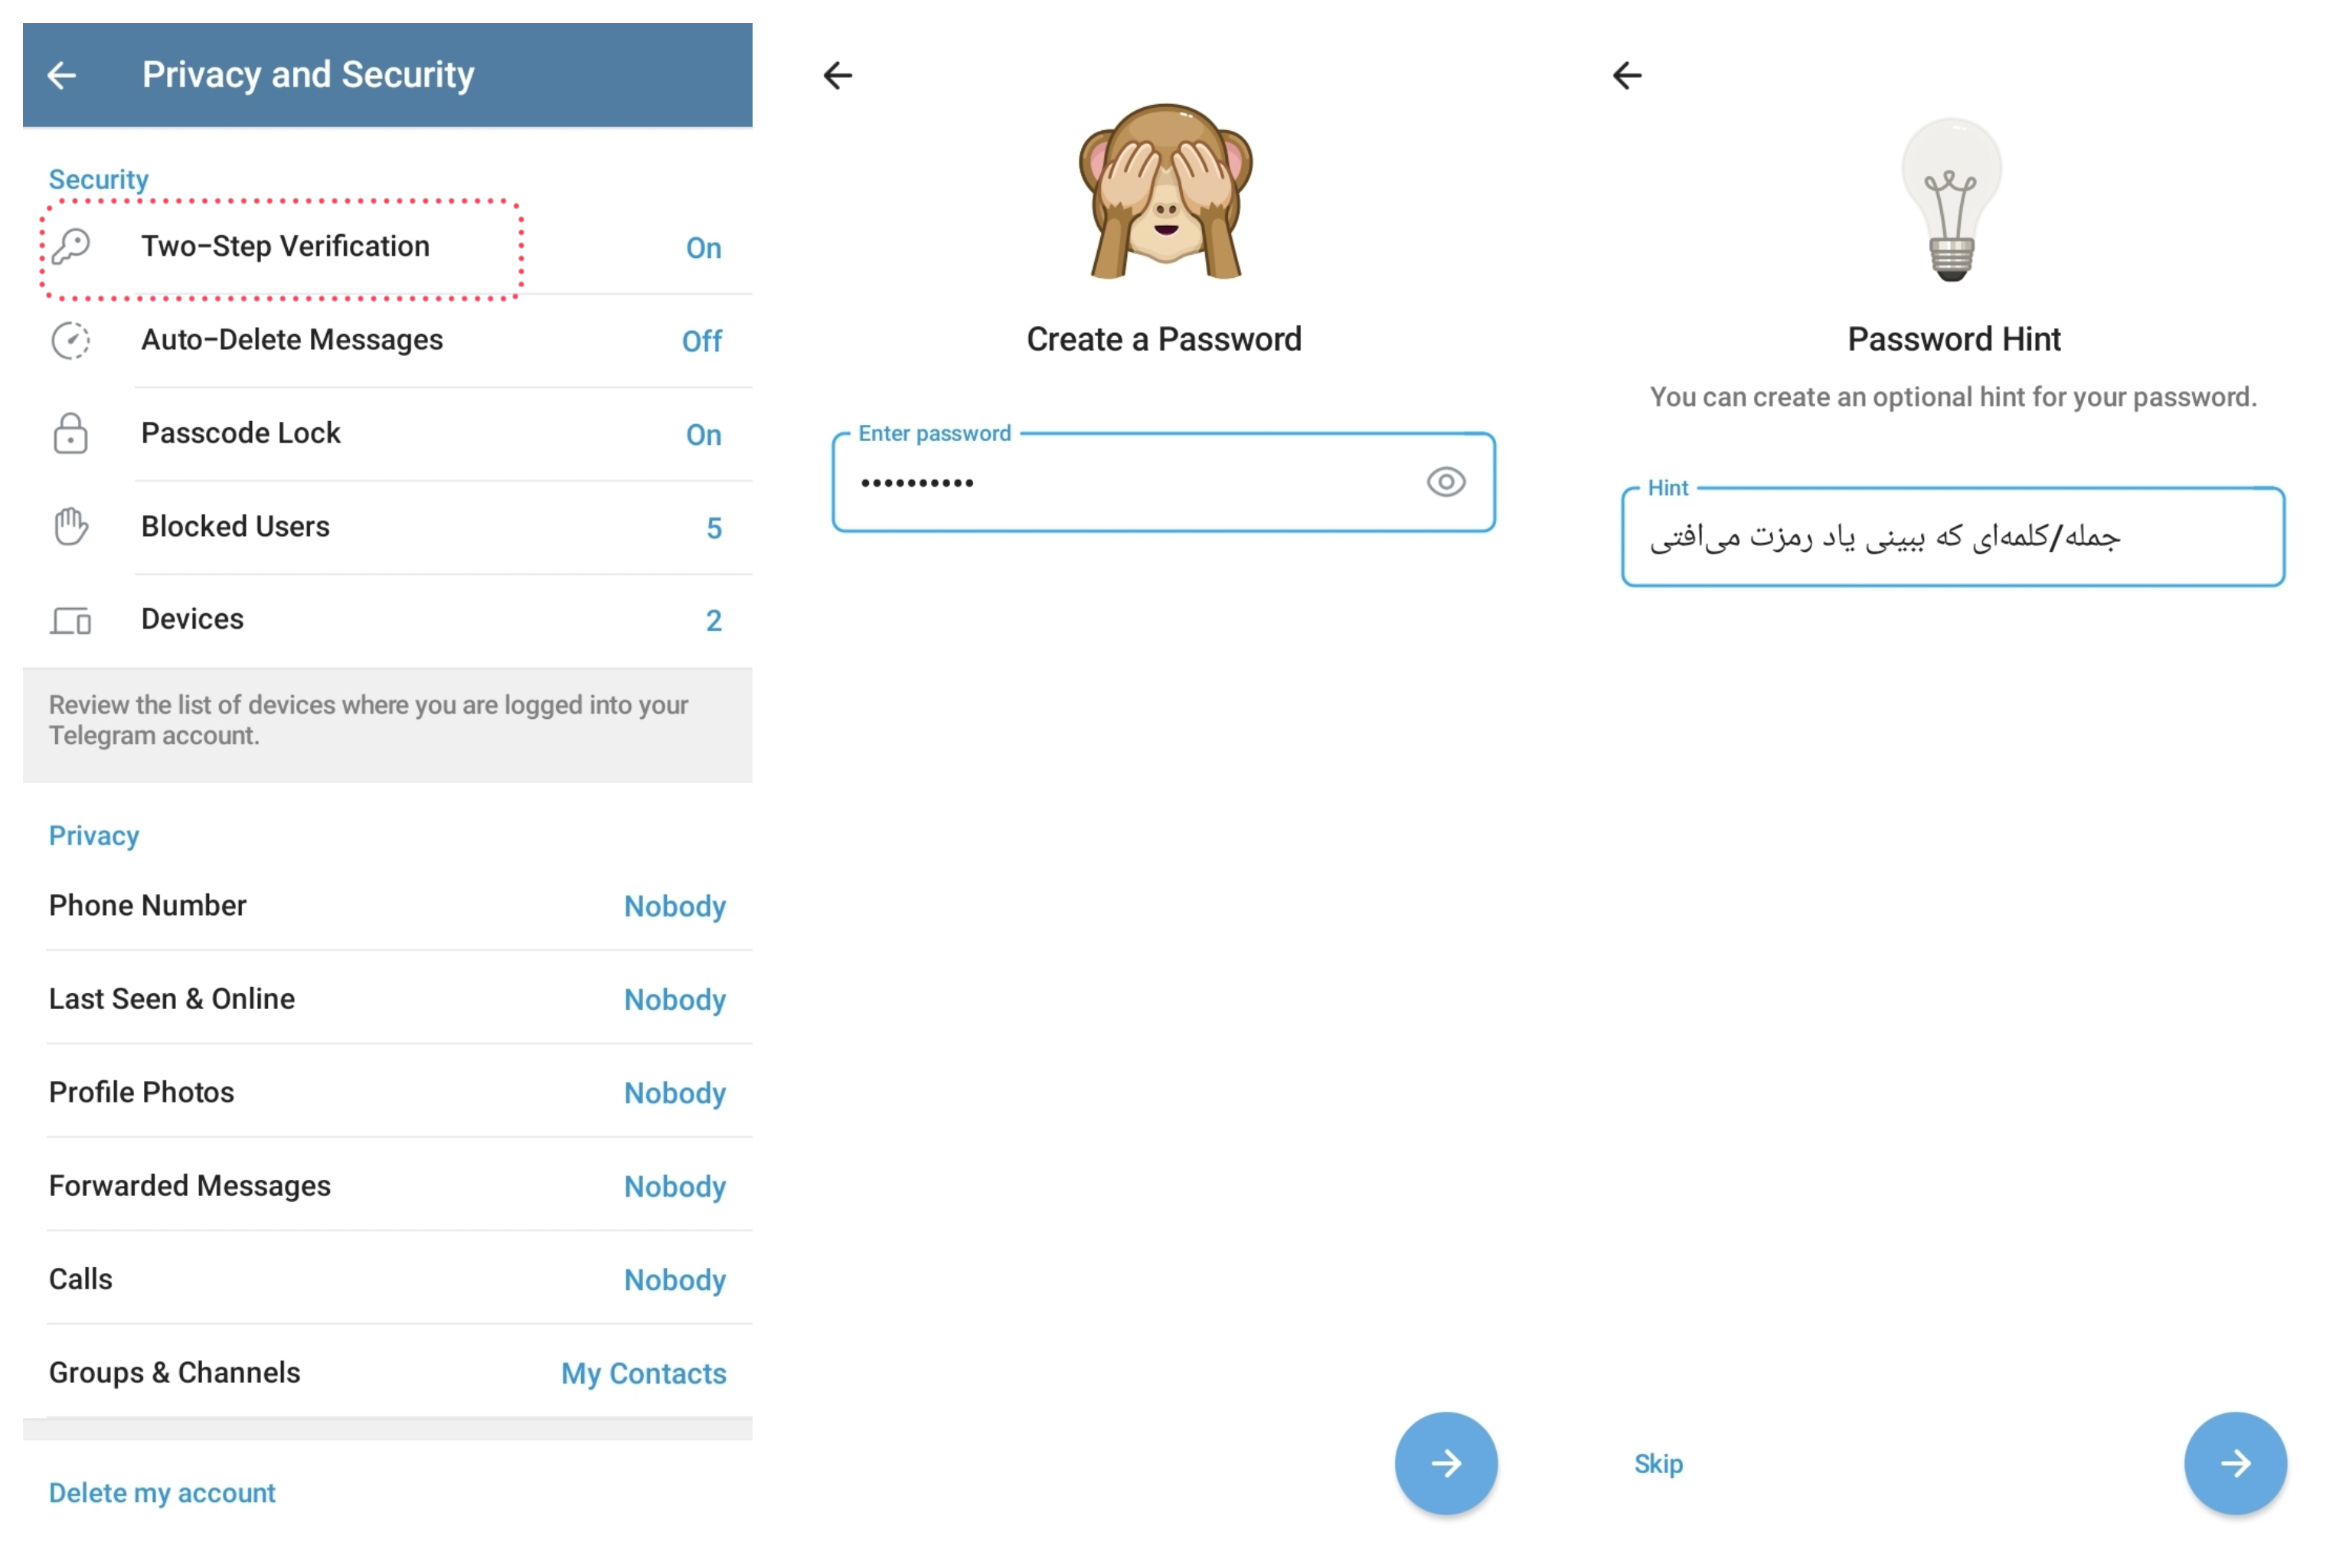 Privacy and Security
Security
Two-Step Verification On
Auto-Delete Messages Off
Passcode Lock On
Blocked Users 5
Devices 2
Review the list of devices where you are logged into your
Telegram account.
Privacy
Phone Number Nobody
Last Seen & Online Nobody
Profile Photos Nobody
Forwarded Messages Nobody
Calls Nobody
Groups & Channels My Contacts
Delete my account
Create a Password
Enter password
••••••••••
Password Hint
You can create an optional hint for your password.
Hint
جمله/کلمه‌ای که ببینی یاد رمزت می‌افتی
Skip